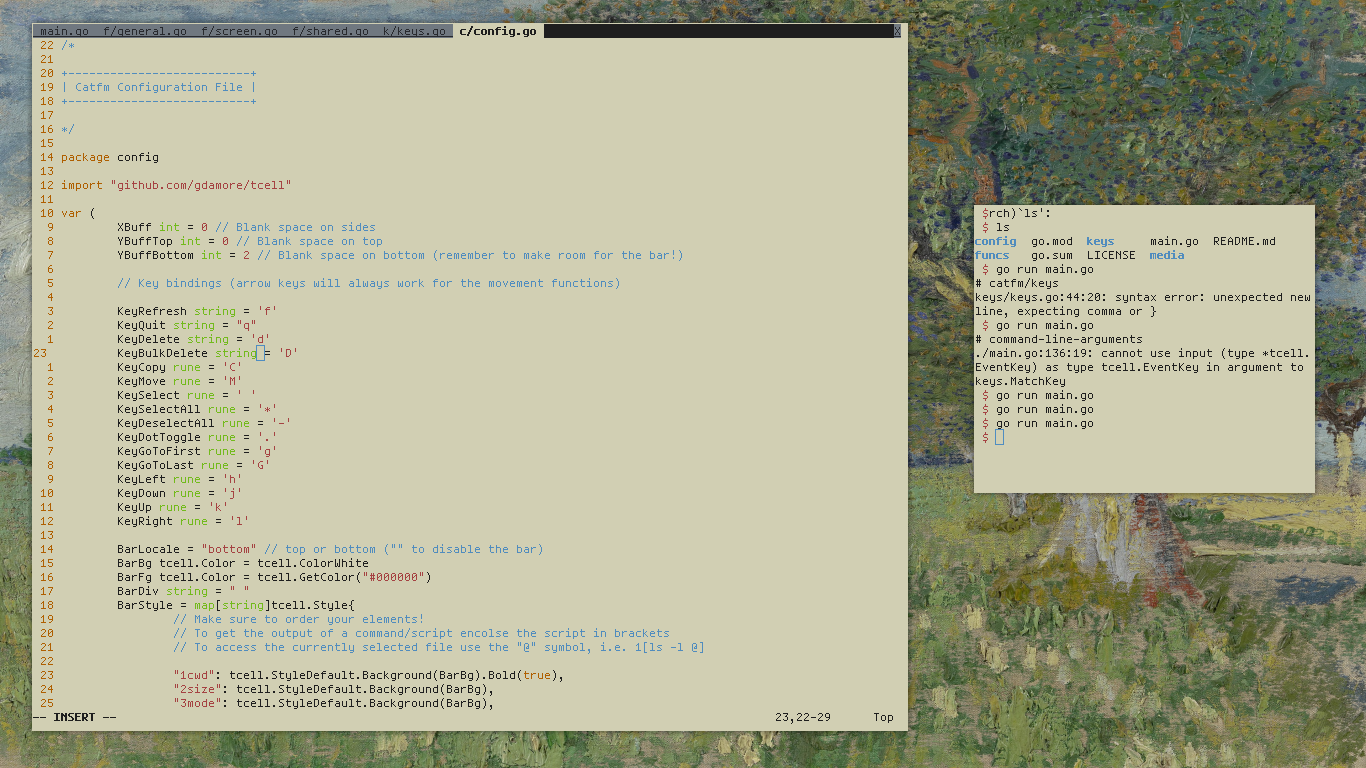 main.go f/general.go f/screen.go f/shared.go k/keys.go c/config.go X
22 /*
21
20 +--------------------------+
19 | Catfm Configuration File |
18 +--------------------------+
17
16 */
15
14 package config
13
12 import "github.com/gdamore/tcell"
11
10 var (
9 XBuff int = 0 // Blank space on sides
8 YBuffTop int = 0 // Blank space on top
7 YBuffBottom int = 2 // Blank space on bottom (remember to make room for the bar!)
6
5 // Key bindings (arrow keys will always work for the movement functions)
4
3 KeyRefresh string = 'f'
2 KeyQuit string = "q"
1 KeyDelete string = 'd'
23 KeyBulkDelete string = 'D'
1 KeyCopy rune = 'C'
2 KeyMove rune = 'M'
3 KeySelect rune = ' '
4 KeySelectAll rune = '*'
5 KeyDeselectAll rune = '-'
6 KeyDotToggle rune = '.'
7 KeyGoToFirst rune = 'g'
8 KeyGoToLast rune = 'G'
9 KeyLeft rune = 'h'
10 KeyDown rune = 'j'
11 KeyUp rune = 'k'
12 KeyRight rune = 'l'
13
14 BarLocale = "bottom" // top or bottom ("" to disable the bar)
15 BarBg tcell.Color = tcell.ColorWhite
16 BarFg tcell.Color = tcell.GetColor("#000000")
17 BarDiv string = " "
18 BarStyle = map[string]tcell.Style{
19 // Make sure to order your elements!
20 // To get the output of a command/script encolse the script in brackets
21 // To access the currently selected file use the "@" symbol, i.e. 1[ls -l @]
22
23 "1cwd": tcell.StyleDefault.Background(BarBg).Bold(true),
24 "2size": tcell.StyleDefault.Background(BarBg),
25 "3mode": tcell.StyleDefault.Background(BarBg),
-- INSERT -- 23,22-29 Top
$rch)`ls':
$ ls
config go.mod keys main.go README.md
funcs go.sum LICENSE media
$ go run main.go
# catfm/keys
keys/keys.go:44:20: syntax error: unexpected new
line, expecting comma or }
$ go run main.go
# command-line-arguments
./main.go:136:19: cannot use input (type *tcell.
EventKey) as type tcell.EventKey in argument to
keys.MatchKey
$ go run main.go
$ go run main.go
$ go run main.go
$